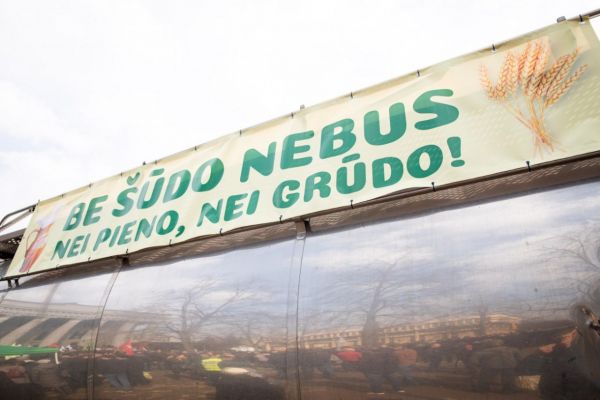 BE ŠŪDO NEBUS
NEI PIENO, NEI GRŪDO!